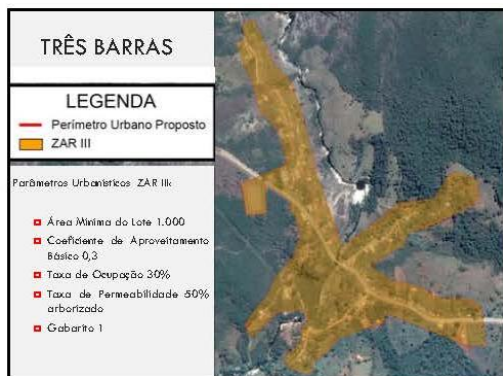 TRÊS BARRAS
LEGENDA
Perímetro Urbano Proposto
ZAR III
Parâmetros Urbanísticos ZAR III:
Área Mínima do Lote 1.000
Coeficiente de Aproveitamento
Básico 0,3
Taxa de Ocupação 30%
Taxa de Permeabilidade 50%
arborizado
Gabarito 1